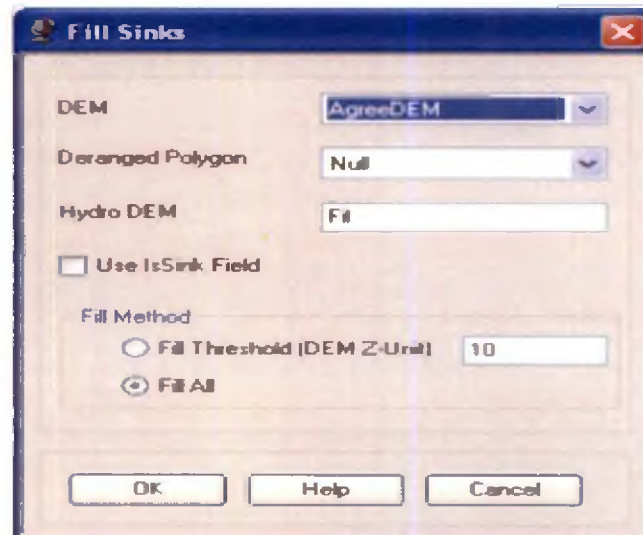 Fill Sinks
DEM AgreeDEM
Deranged Polygon Null
Hydro DEM Fil
Use IsSink Field
Fill Method
Fill Threshold (DEM Z-Unit) 10
Fill All
OK Help Cancel